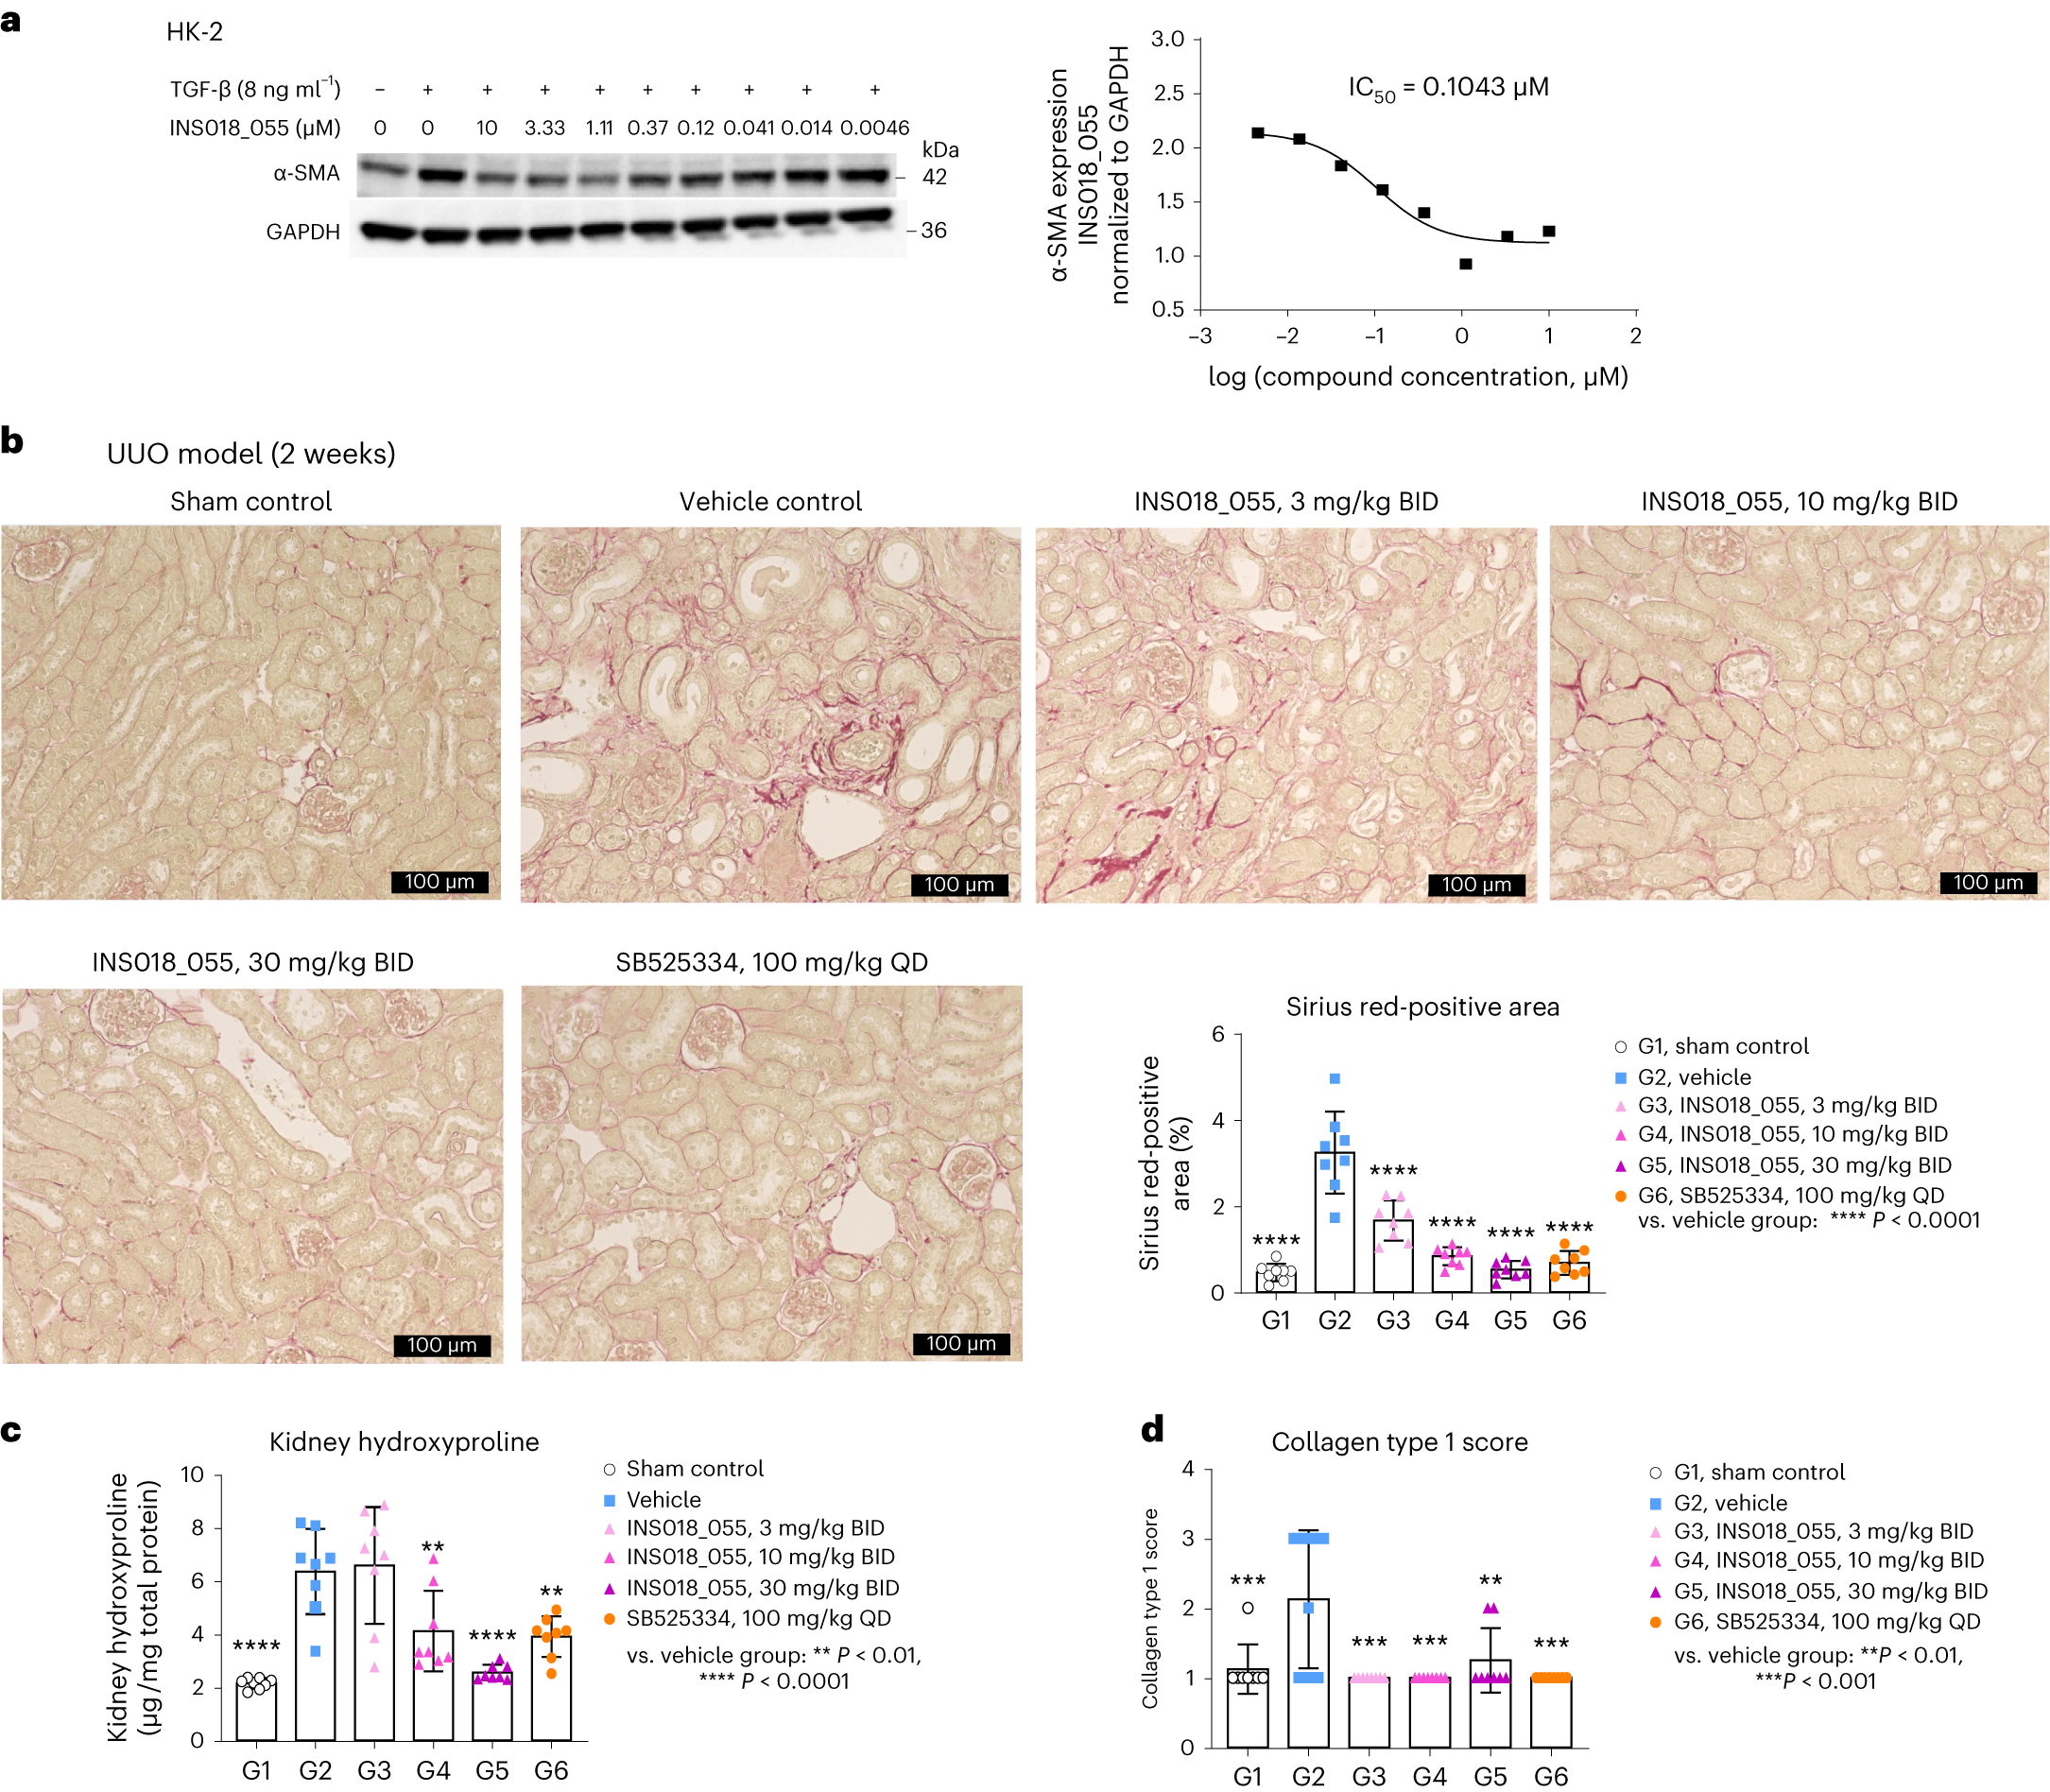 a
HK-2
TGF-β (8 ng ml⁻¹) − + + + + + + + + +
INS018_055 (μM) 0 0 10 3.33 1.11 0.37 0.12 0.041 0.014 0.0046
kDa
α-SMA 42
GAPDH 36
α-SMA expression
INS018_055
normalized to GAPDH
3.0
2.5
2.0
1.5
1.0
0.5
IC50 = 0.1043 μM
−3 −2 −1 0 1 2
log (compound concentration, μM)
b
UUO model (2 weeks)
Sham control
Vehicle control
INS018_055, 3 mg/kg BID
INS018_055, 10 mg/kg BID
100 μm
100 μm
100 μm
100 μm
INS018_055, 30 mg/kg BID
SB525334, 100 mg/kg QD
100 μm
100 μm
Sirius red-positive area
Sirius red-positive
area (%)
6
4
2
0
**** **** **** **** ****
G1 G2 G3 G4 G5 G6
G1, sham control
G2, vehicle
G3, INS018_055, 3 mg/kg BID
G4, INS018_055, 10 mg/kg BID
G5, INS018_055, 30 mg/kg BID
G6, SB525334, 100 mg/kg QD
vs. vehicle group: **** P < 0.0001
c
Kidney hydroxyproline
Kidney hydroxyproline
(μg /mg total protein)
10
8
6
4
2
0
**** ** **** **
G1 G2 G3 G4 G5 G6
Sham control
Vehicle
INS018_055, 3 mg/kg BID
INS018_055, 10 mg/kg BID
INS018_055, 30 mg/kg BID
SB525334, 100 mg/kg QD
vs. vehicle group: ** P < 0.01,
**** P < 0.0001
d
Collagen type 1 score
Collagen type 1 score
4
3
2
1
0
*** *** *** ** ***
G1 G2 G3 G4 G5 G6
G1, sham control
G2, vehicle
G3, INS018_055, 3 mg/kg BID
G4, INS018_055, 10 mg/kg BID
G5, INS018_055, 30 mg/kg BID
G6, SB525334, 100 mg/kg QD
vs. vehicle group: **P < 0.01,
***P < 0.001